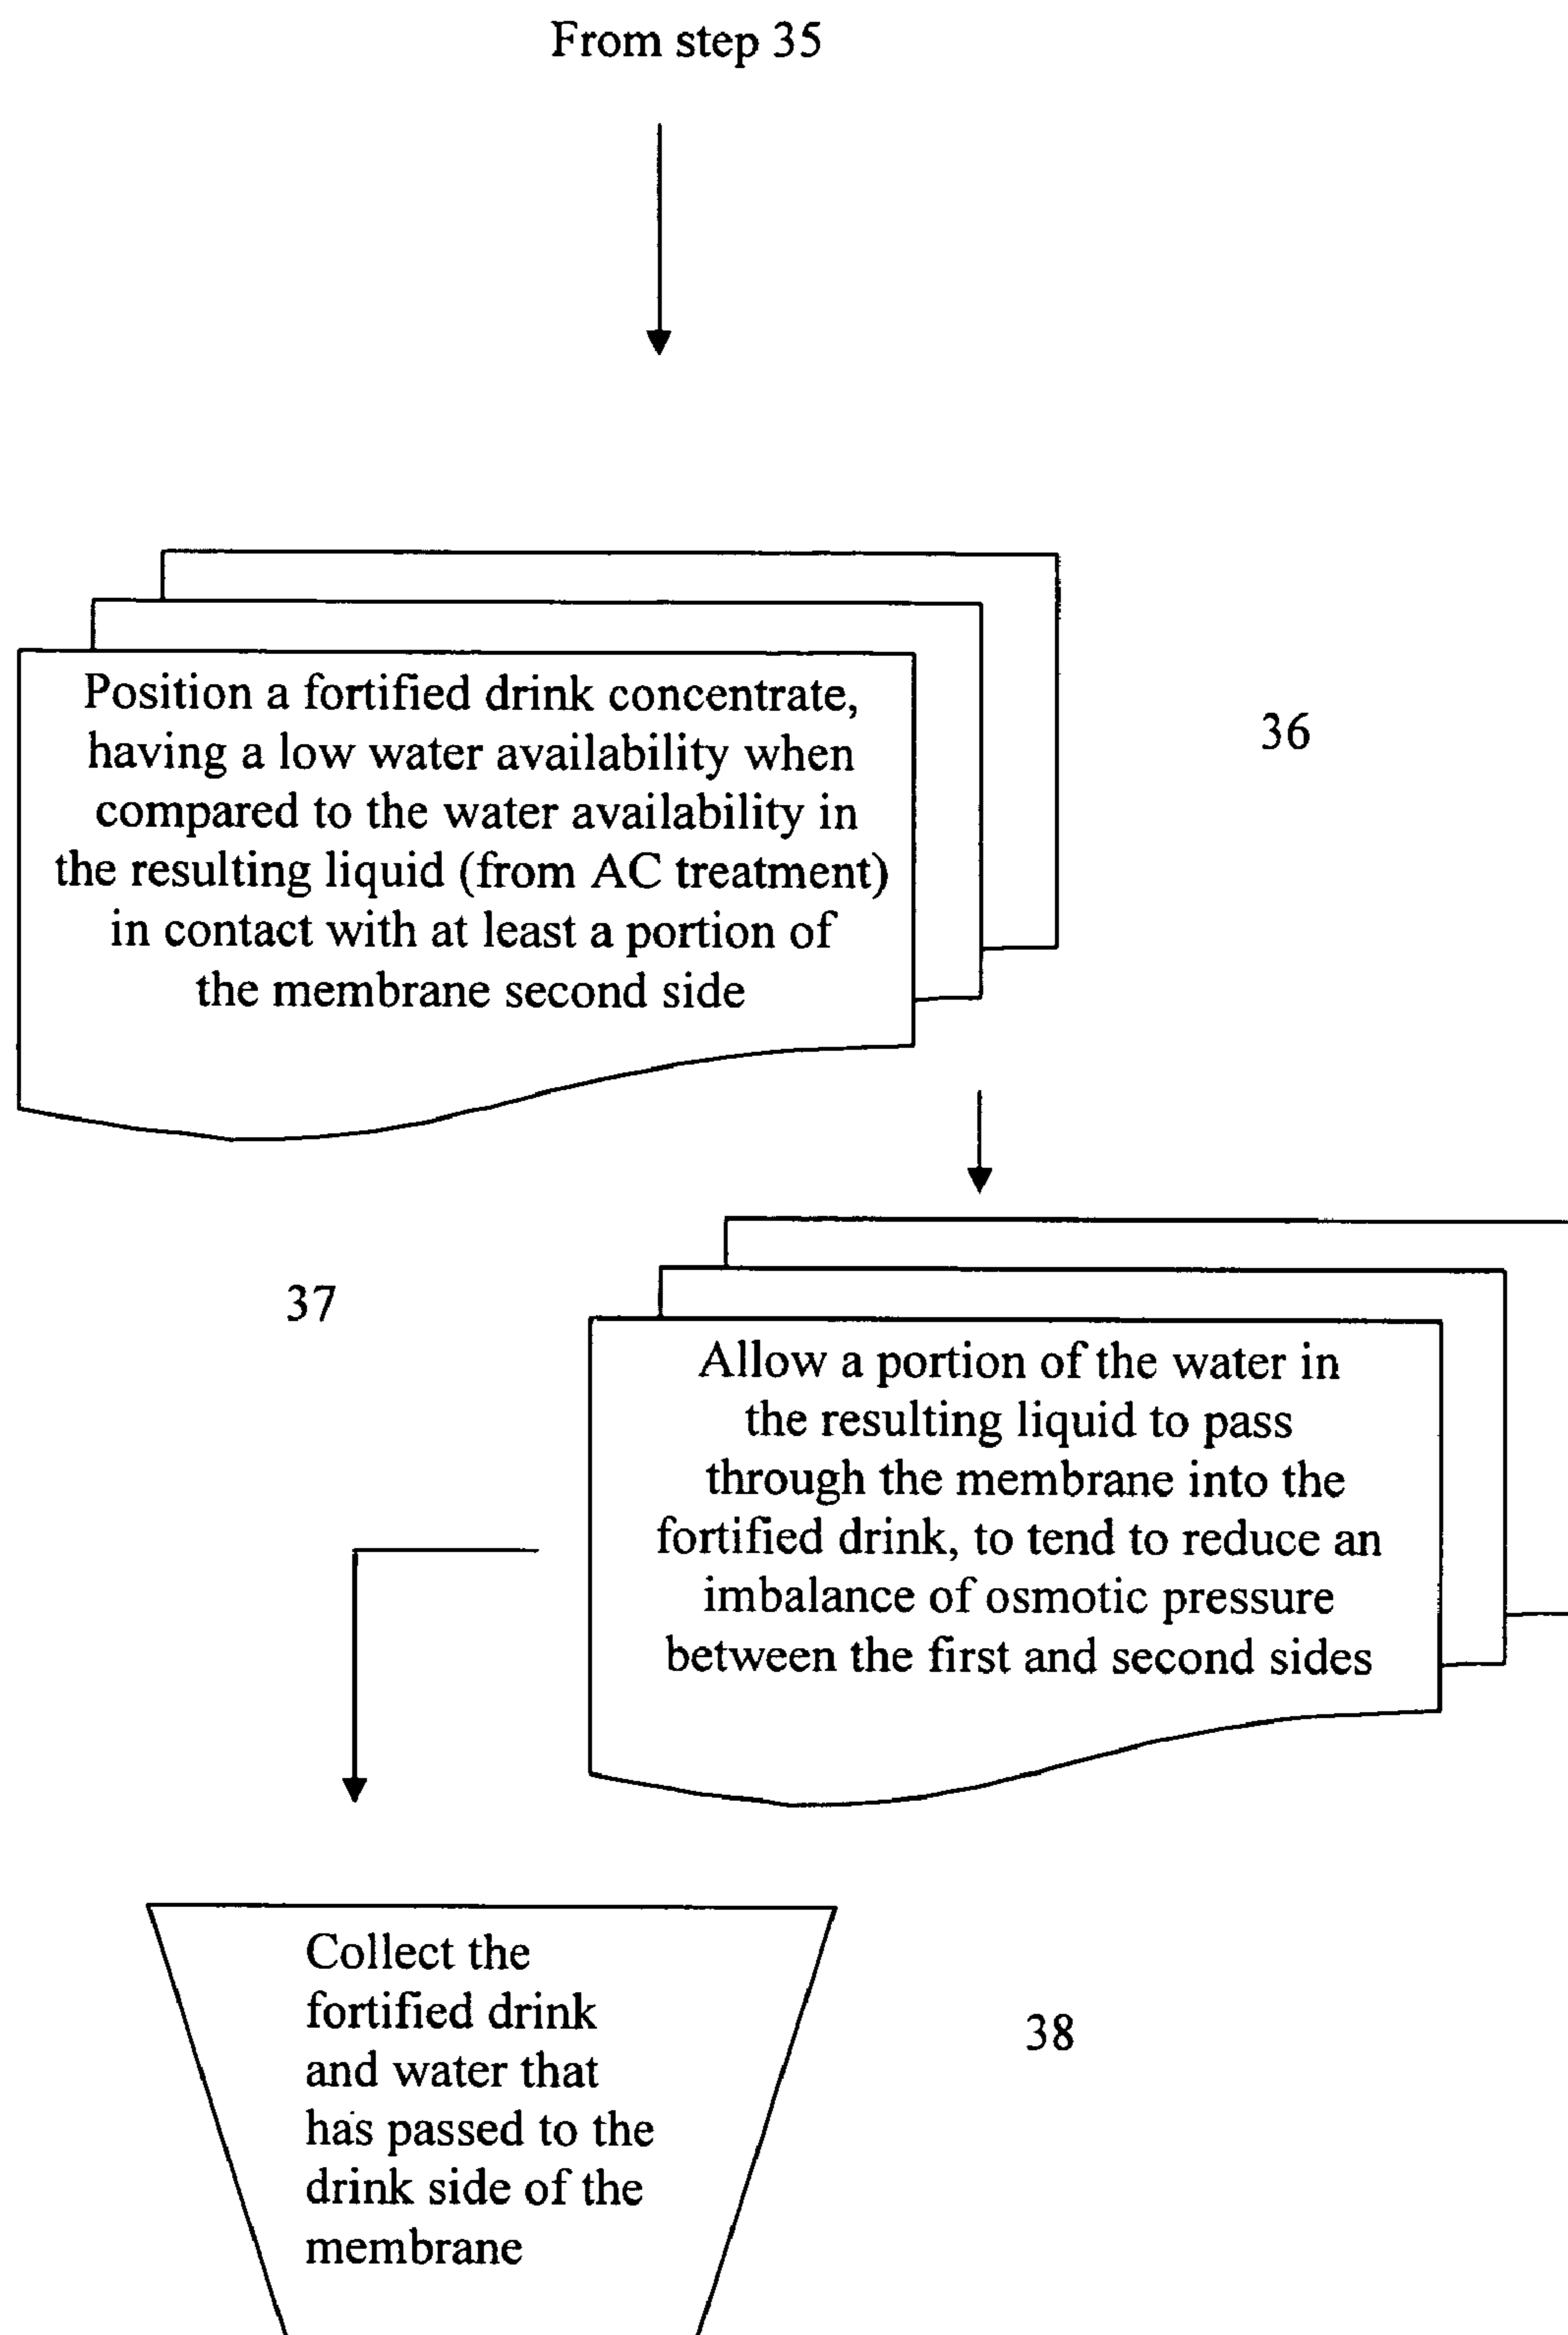 From step 35
Position a fortified drink concentrate,
having a low water availability when
compared to the water availability in
the resulting liquid (from AC treatment)
in contact with at least a portion of
the membrane second side
36
37
Allow a portion of the water in
the resulting liquid to pass
through the membrane into the
fortified drink, to tend to reduce an
imbalance of osmotic pressure
between the first and second sides
Collect the
fortified drink
and water that
has passed to the
drink side of the
membrane
38